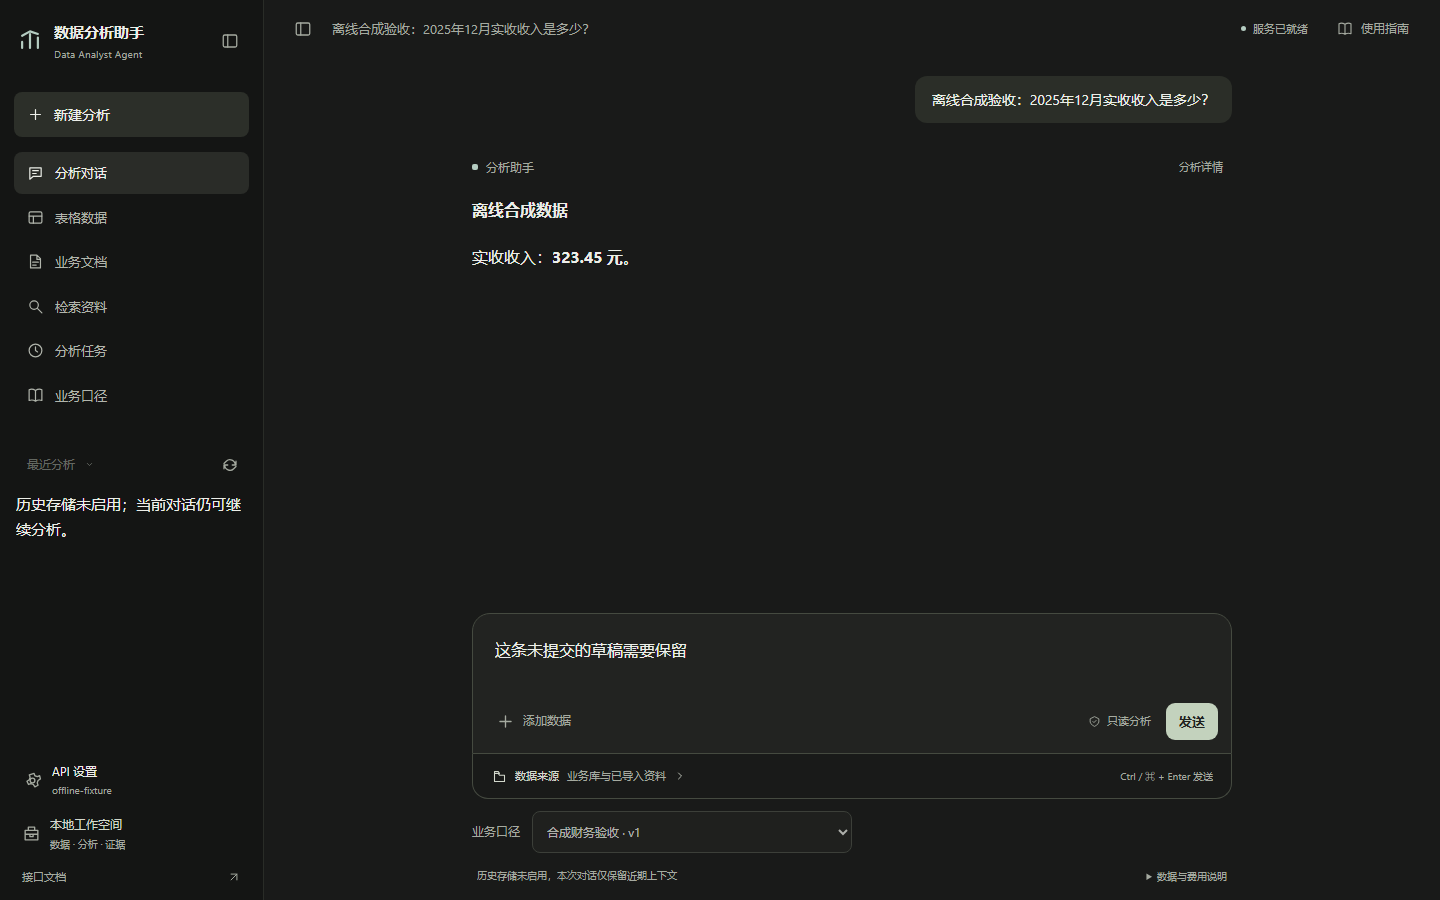 数据分析助手
Data Analyst Agent
新建分析
分析对话
表格数据
业务文档
检索资料
分析任务
业务口径
最近分析
历史存储未启用；当前对话仍可继
续分析。
API 设置
offline-fixture
本地工作空间
数据 · 分析 · 证据
接口文档
离线合成验收：2025年12月实收收入是多少？
服务已就绪
使用指南
离线合成验收：2025年12月实收收入是多少？
分析助手
分析详情
离线合成数据
实收收入：323.45 元。
这条未提交的草稿需要保留
添加数据
只读分析
发送
数据来源 业务库与已导入资料
Ctrl / ⌘ + Enter 发送
业务口径
合成财务验收 · v1
历史存储未启用，本次对话仅保留近期上下文
数据与费用说明